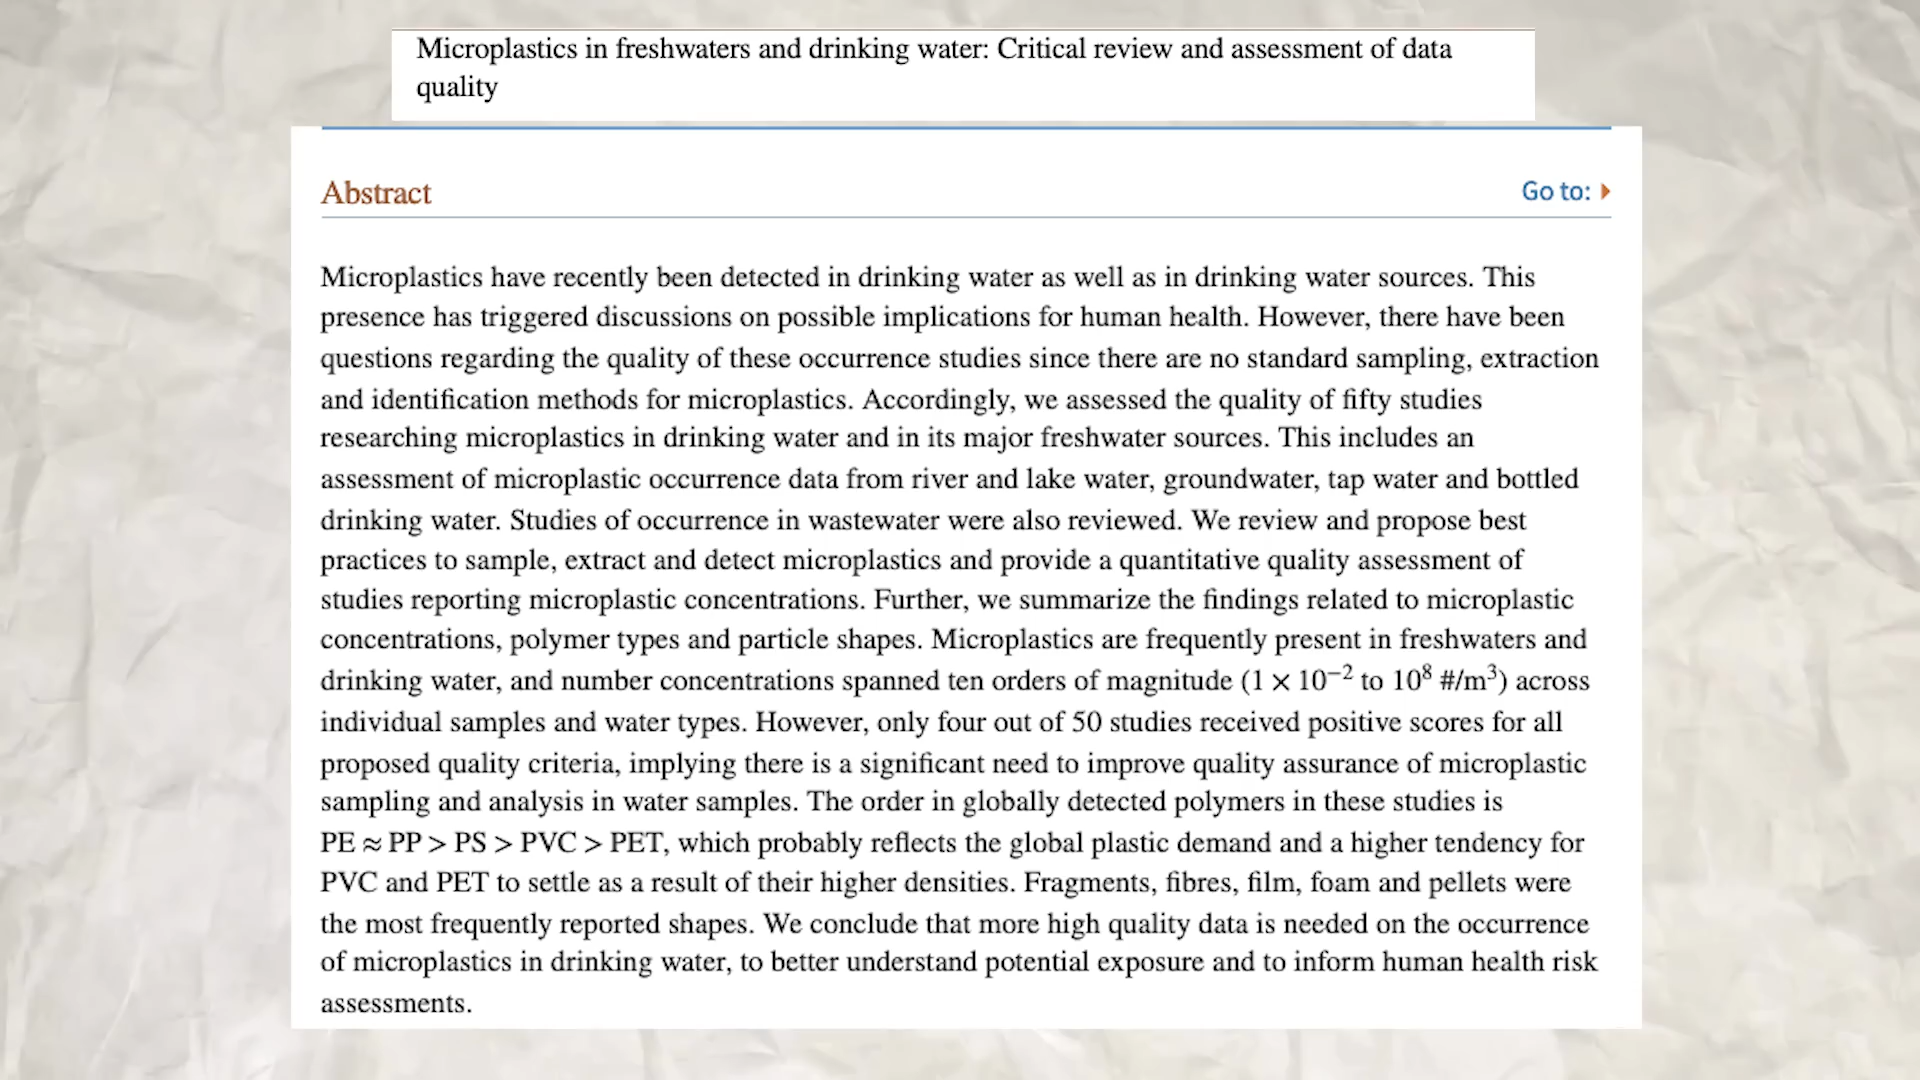 Microplastics in freshwaters and drinking water: Critical review and assessment of data
quality
Abstract
Go to:
Microplastics have recently been detected in drinking water as well as in drinking water sources. This
presence has triggered discussions on possible implications for human health. However, there have been
questions regarding the quality of these occurrence studies since there are no standard sampling, extraction
and identification methods for microplastics. Accordingly, we assessed the quality of fifty studies
researching microplastics in drinking water and in its major freshwater sources. This includes an
assessment of microplastic occurrence data from river and lake water, groundwater, tap water and bottled
drinking water. Studies of occurrence in wastewater were also reviewed. We review and propose best
practices to sample, extract and detect microplastics and provide a quantitative quality assessment of
studies reporting microplastic concentrations. Further, we summarize the findings related to microplastic
concentrations, polymer types and particle shapes. Microplastics are frequently present in freshwaters and
drinking water, and number concentrations spanned ten orders of magnitude (1 × 10⁻² to 10⁸ #/m³) across
individual samples and water types. However, only four out of 50 studies received positive scores for all
proposed quality criteria, implying there is a significant need to improve quality assurance of microplastic
sampling and analysis in water samples. The order in globally detected polymers in these studies is
PE ≈ PP > PS > PVC > PET, which probably reflects the global plastic demand and a higher tendency for
PVC and PET to settle as a result of their higher densities. Fragments, fibres, film, foam and pellets were
the most frequently reported shapes. We conclude that more high quality data is needed on the occurrence
of microplastics in drinking water, to better understand potential exposure and to inform human health risk
assessments.